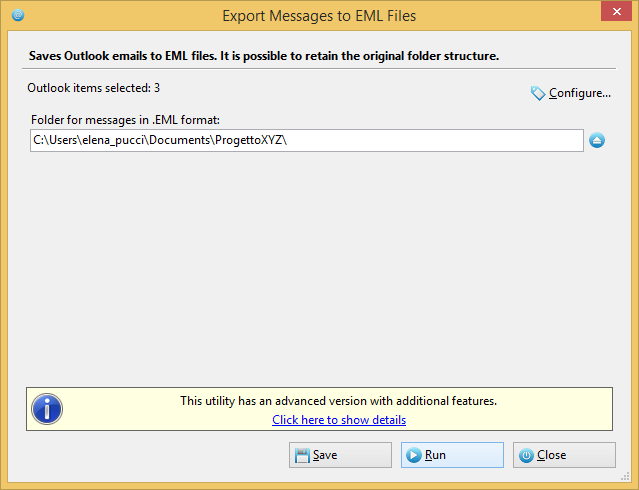 Export Messages to EML Files
Saves Outlook emails to EML files. It is possible to retain the original folder structure.
Outlook items selected: 3
Configure...
Folder for messages in .EML format:
C:\Users\elena_pucci\Documents\ProgettoXYZ\
This utility has an advanced version with additional features.
Click here to show details
Save
Run
Close